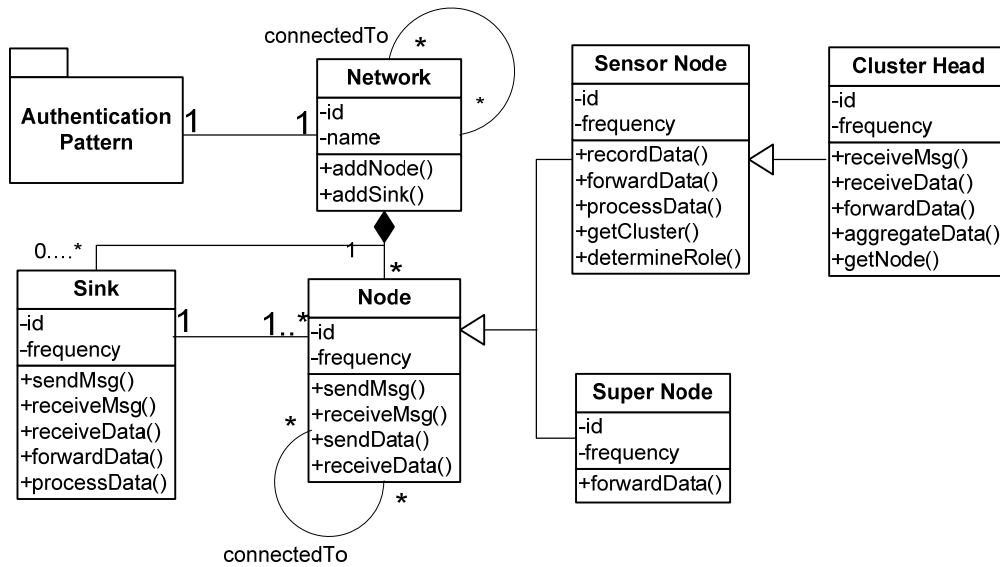 connectedTo
*
*
Authentication
Pattern
1
1
Network
-id
-name
+addNode()
+addSink()
Sensor Node
-id
-frequency
+recordData()
+forwardData()
+processData()
+getCluster()
+determineRole()
Cluster Head
-id
-frequency
+receiveMsg()
+receiveData()
+forwardData()
+aggregateData()
+getNode()
0....*
1
*
Sink
-id
-frequency
+sendMsg()
+receiveMsg()
+receiveData()
+forwardData()
+processData()
1
1..*
Node
-id
-frequency
+sendMsg()
+receiveMsg()
+sendData()
+receiveData()
*
*
connectedTo
Super Node
-id
-frequency
+forwardData()